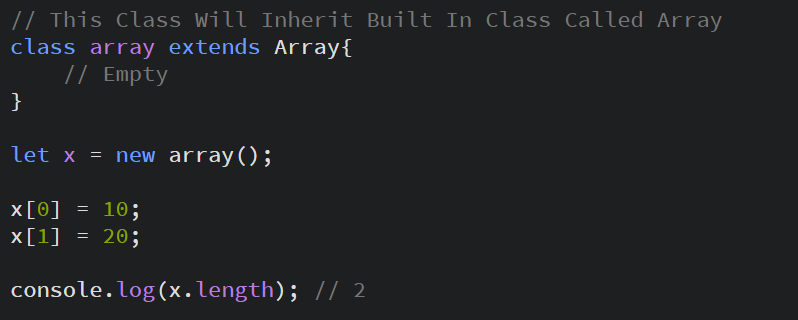 // This Class Will Inherit Built In Class Called Array
class array extends Array{
    // Empty
}
let x = new array();
x[0] = 10;
x[1] = 20;
console.log(x.length); // 2